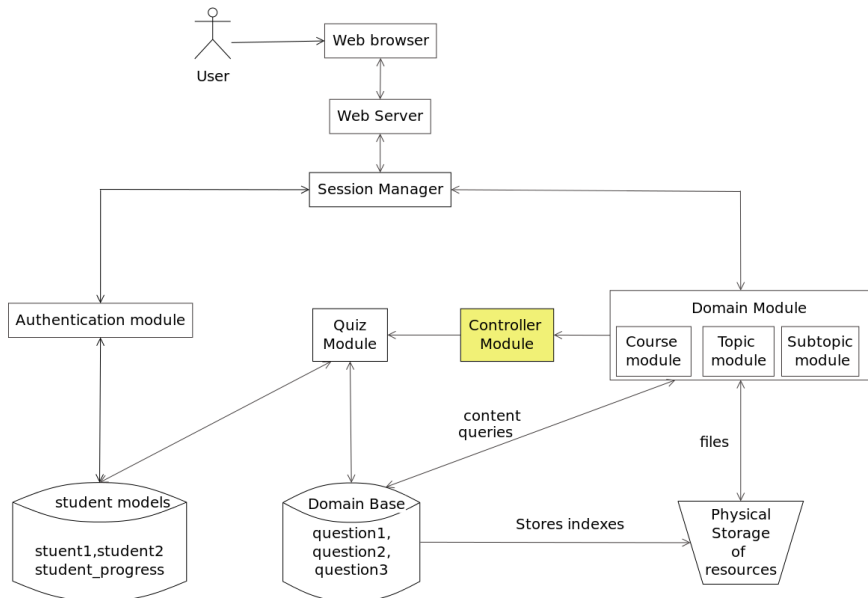 Web browser
User
Web Server
Session Manager
Authentication module
Quiz
Module
Controller
Module
Domain Module
Course
module
Topic
module
Subtopic
module
content
queries
files
student models
stuent1,student2
student_progress
Domain Base
question1,
question2,
question3
Stores indexes
Physical
Storage
of
resources